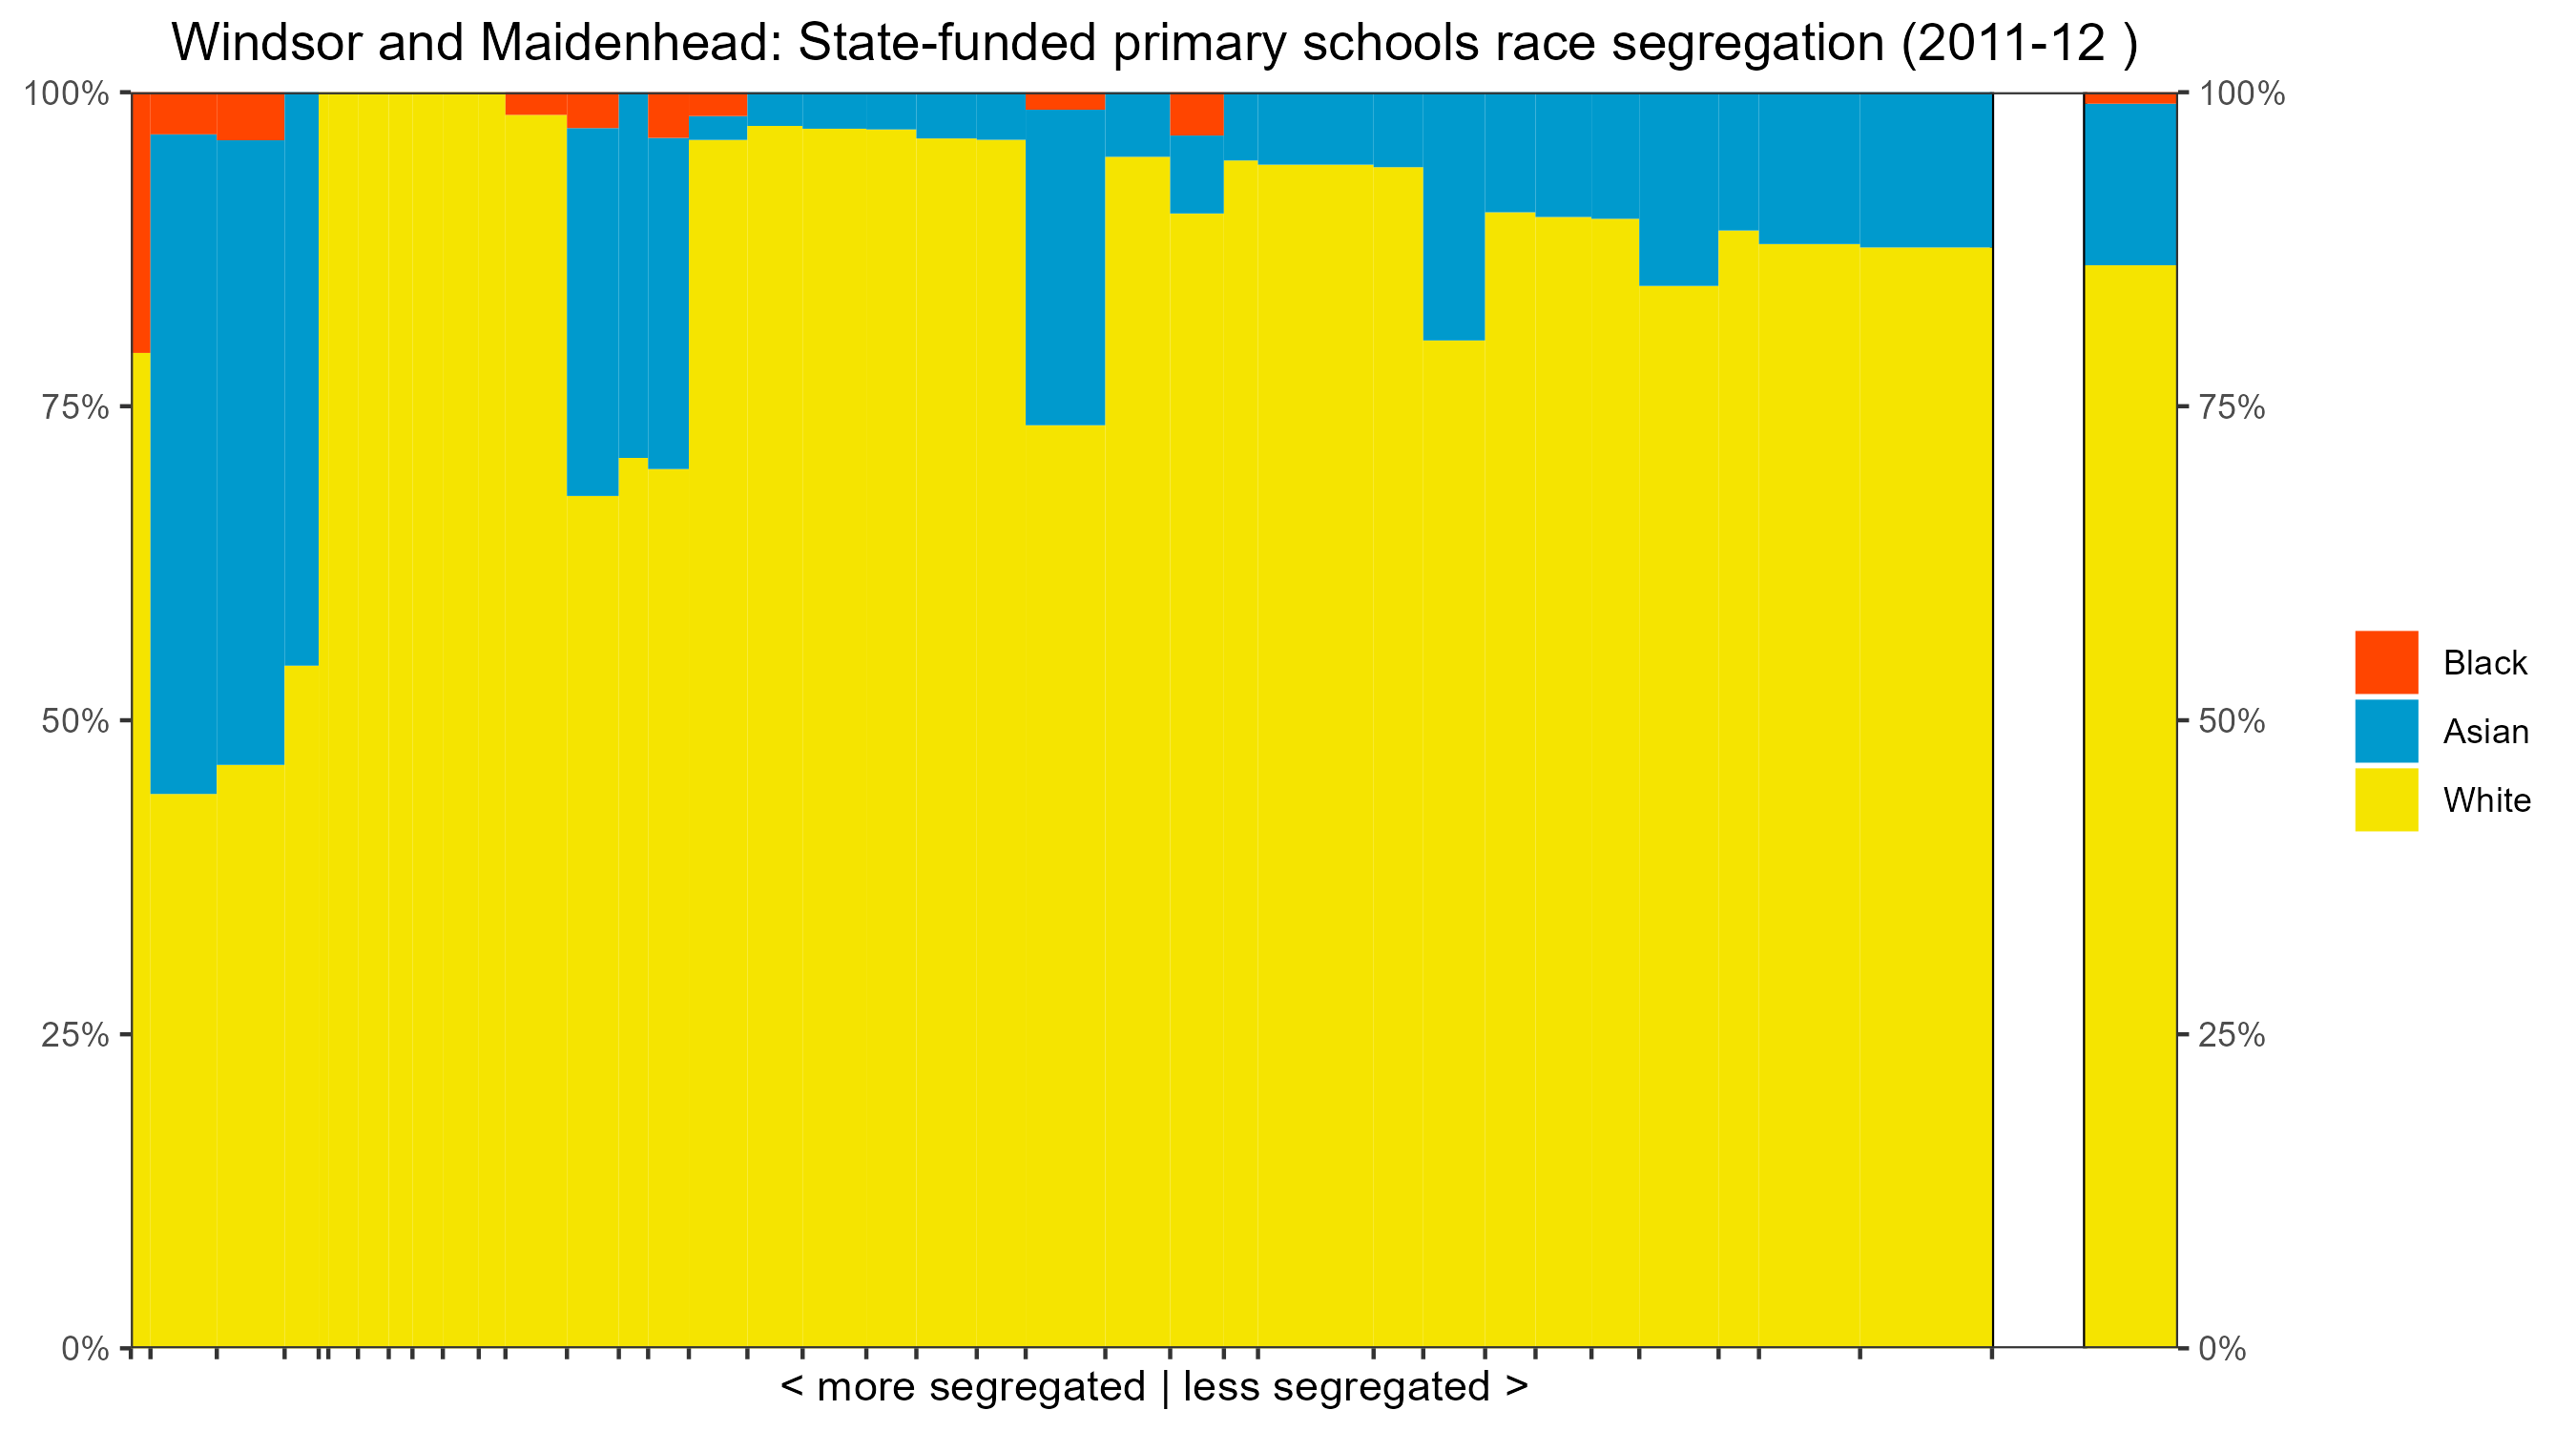 Windsor and Maidenhead: State-funded primary schools race segregation (2011-12 )
100%
75%
50%
25%
0%
100%
75%
50%
25%
0%
Black
Asian
White
< more segregated | less segregated >